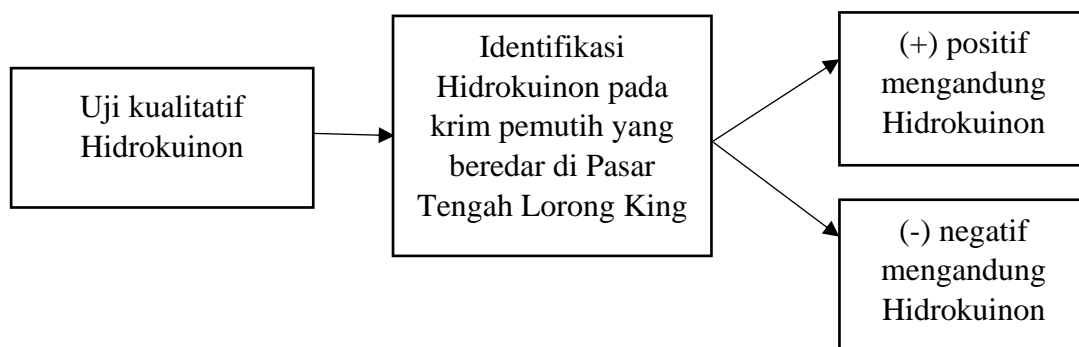 Uji kualitatif
Hidrokuinon
Identifikasi
Hidrokuinon pada
krim pemutih yang
beredar di Pasar
Tengah Lorong King
(+) positif
mengandung
Hidrokuinon
(-) negatif
mengandung
Hidrokuinon